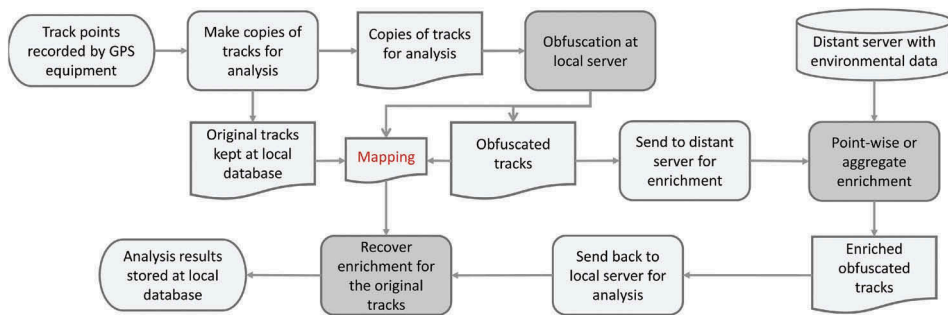 Track points
recorded by GPS
equipment
Make copies of
tracks for
analysis
Copies of tracks
for analysis
Obfuscation at
local server
Distant server with
environmental data
Original tracks
kept at local
database
Mapping
Obfuscated
tracks
Send to distant
server for
enrichment
Point-wise or
aggregate
enrichment
Analysis results
stored at local
database
Recover
enrichment for
the original
tracks
Send back to
local server for
analysis
Enriched
obfuscated
tracks